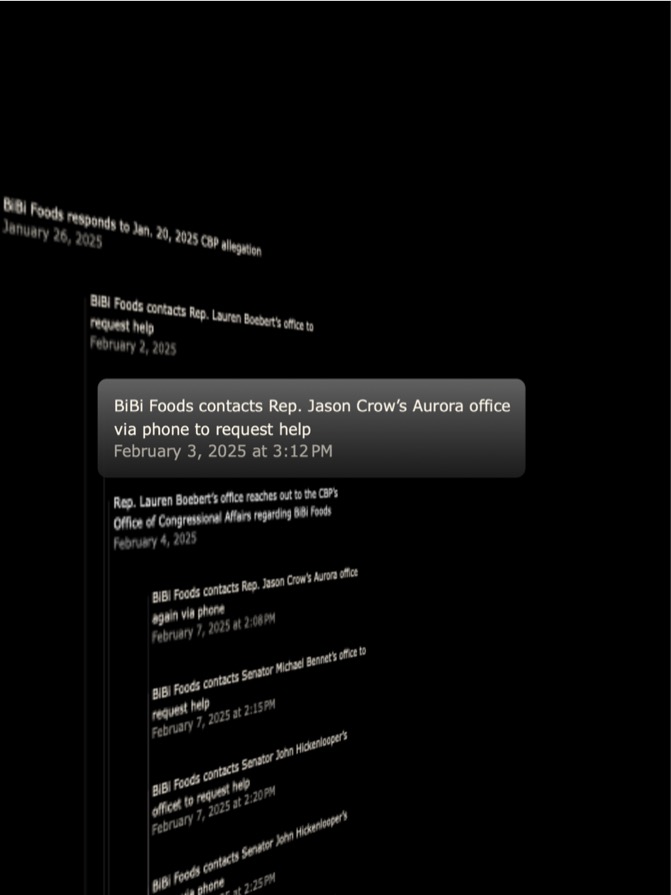 BiBi Foods responds to Jan. 20, 2025 CBP allegation
January 26, 2025
BiBi Foods contacts Rep. Lauren Boebert's office to
request help
February 2, 2025
BiBi Foods contacts Rep. Jason Crow's Aurora office
via phone to request help
February 3, 2025 at 3:12 PM
Rep. Lauren Boebert's office reaches out to the CBP's
Office of Congressional Affairs regarding BiBi Foods
February 4, 2025
BiBi Foods contacts Rep. Jason Crow's Aurora office
again via phone
February 7, 2025 at 2:08 PM
BiBi Foods contacts Senator Michael Bennet's office to
request help
February 7, 2025 at 2:15 PM
BiBi Foods contacts Senator John Hickenlooper's
officet to request help
February 7, 2025 at 2:20 PM
BiBi Foods contacts Senator John Hickenlooper's
via phone
at 2:25 PM